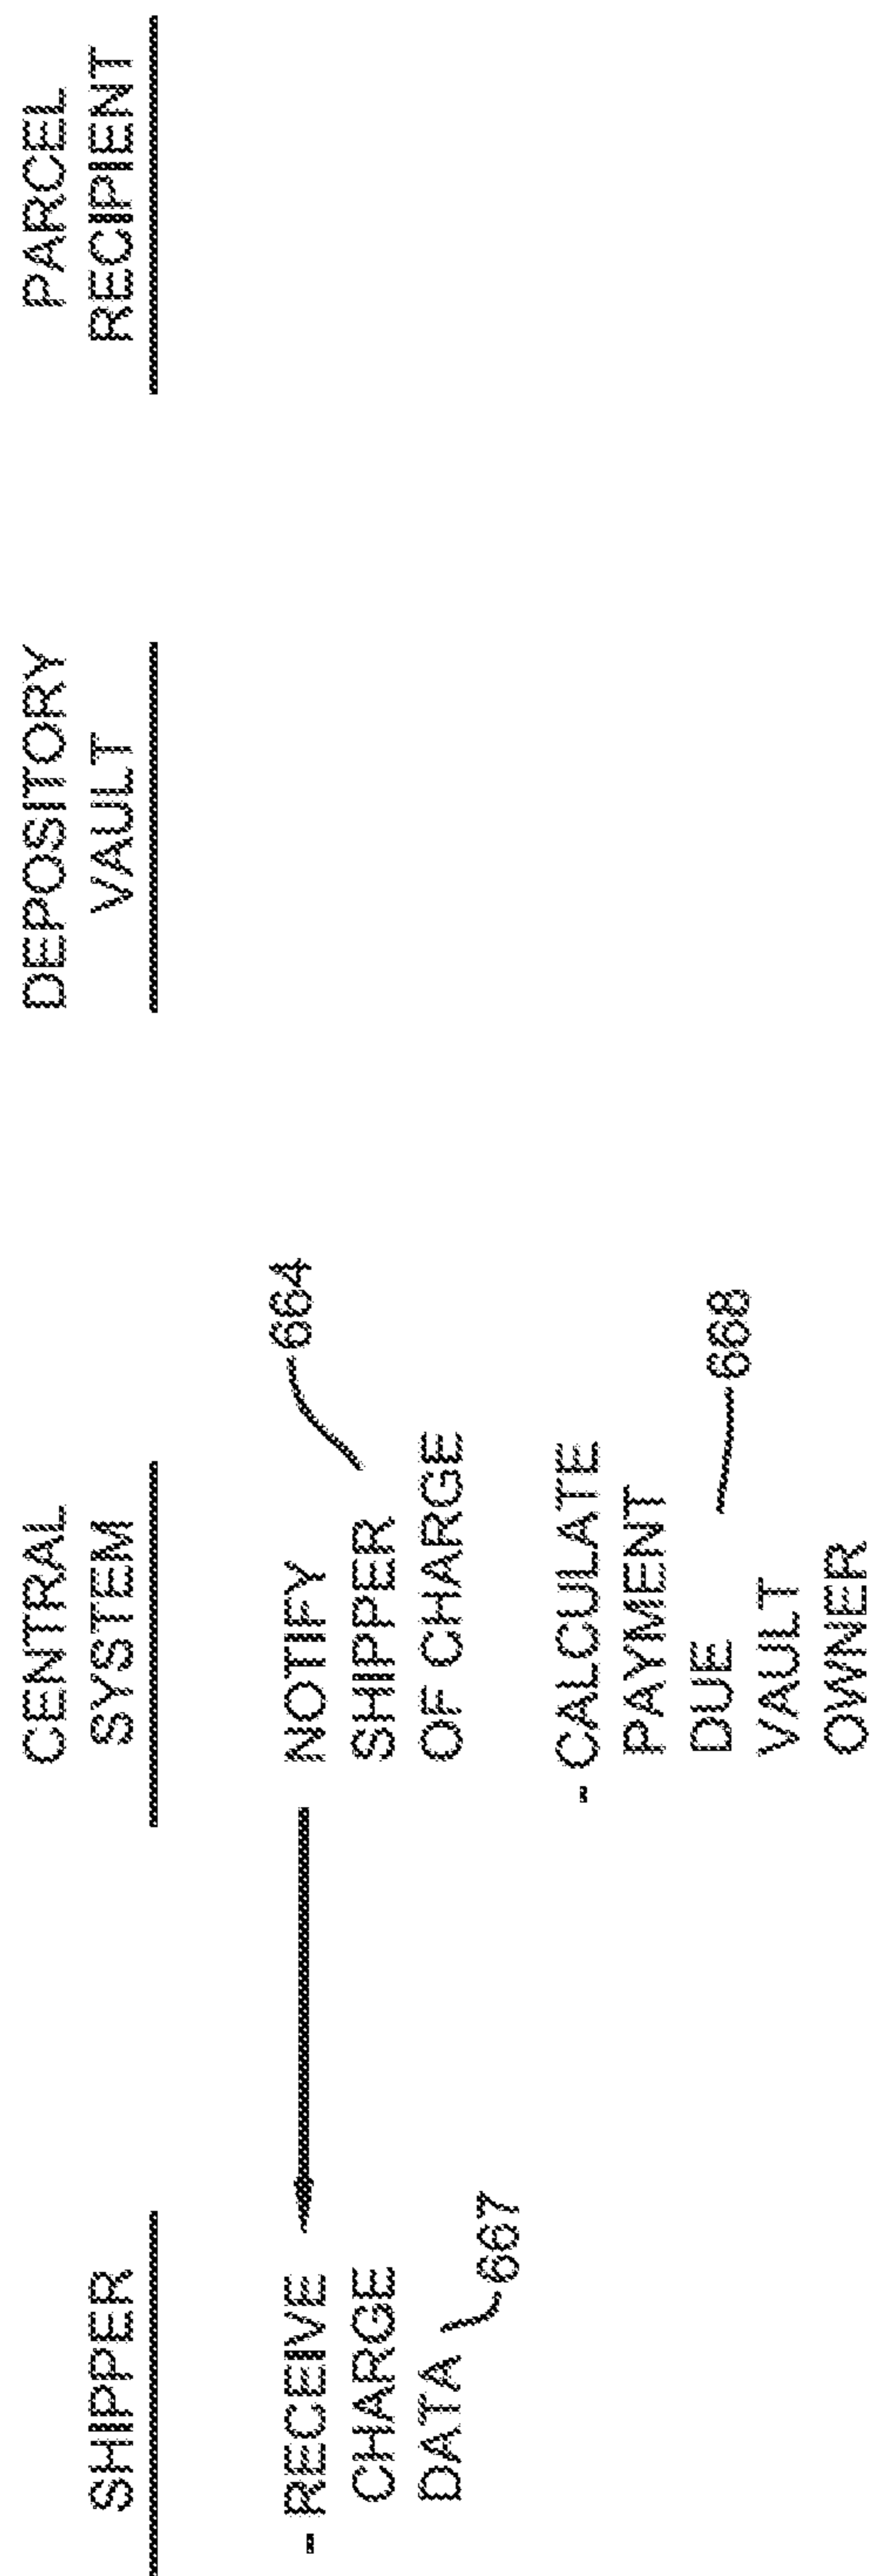 SHIPPER
CENTRAL
SYSTEM
DEPOSITORY
VAULT
PARCEL
RECIPIENT
- RECEIVE
CHARGE
DATA
667
NOTIFY
SHIPPER
OF CHARGE
664
- CALCULATE
PAYMENT
DUE
VAULT
OWNER
668